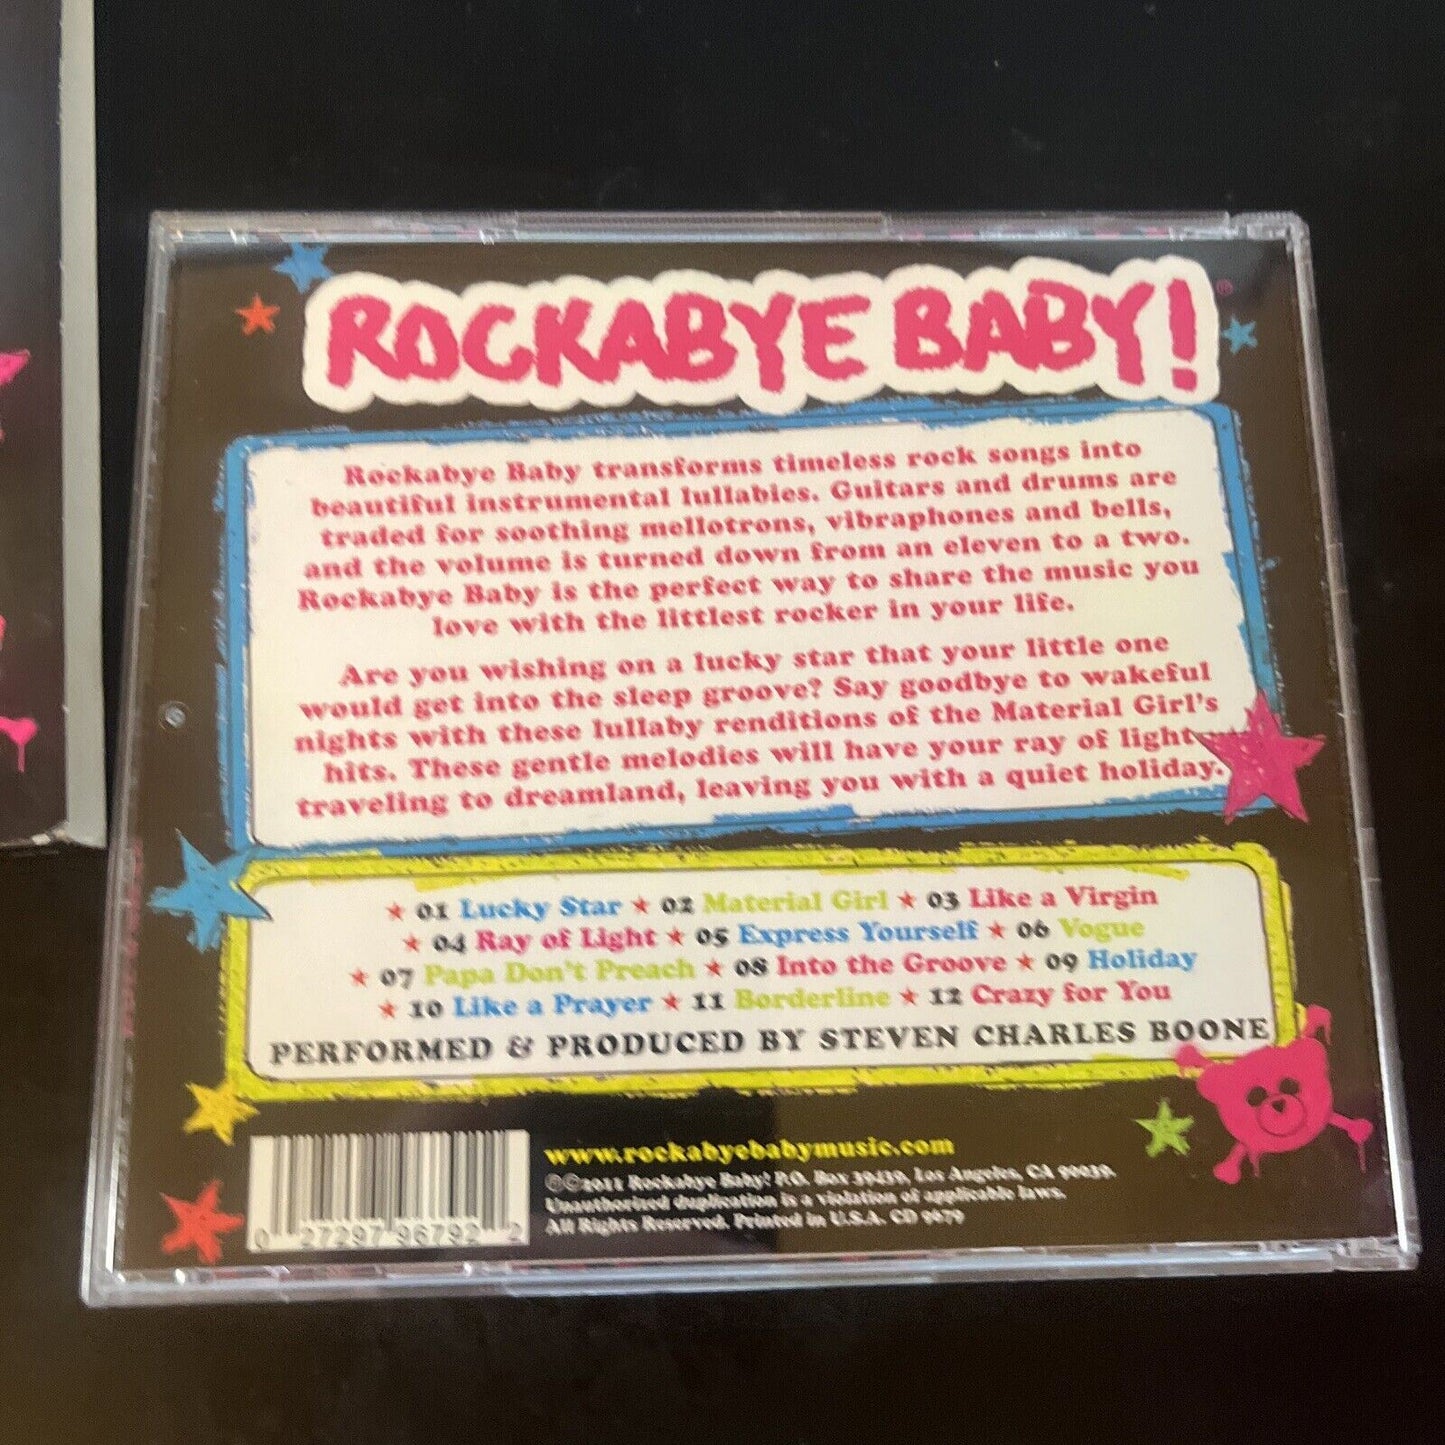 ROCKABYE BABY! ®
Rockabye Baby transforms timeless rock songs into
beautiful instrumental lullabies. Guitars and drums are
traded for soothing mellotrons, vibraphones and bells,
and the volume is turned down from an eleven to a two.
Rockabye Baby is the perfect way to share the music you
love with the littlest rocker in your life.
Are you wishing on a lucky star that your little one
would get into the sleep groove? Say goodbye to wakeful
nights with these lullaby renditions of the Material Girl's
hits. These gentle melodies will have your ray of light
traveling to dreamland, leaving you with a quiet holiday.
★ 01 Lucky Star ★ 02 Material Girl ★ 03 Like a Virgin
★ 04 Ray of Light ★ 05 Express Yourself ★ 06 Vogue
★ 07 Papa Don't Preach ★ 08 Into the Groove ★ 09 Holiday
★ 10 Like a Prayer ★ 11 Borderline ★ 12 Crazy for You
PERFORMED & PRODUCED BY STEVEN CHARLES BOONE
www.rockabyebabymusic.com
℗©2011 Rockabye Baby! P.O. Box 39439, Los Angeles, CA 90039.
Unauthorized duplication is a violation of applicable laws.
All Rights Reserved. Printed in U.S.A. CD 9679
0 27297 96792 2